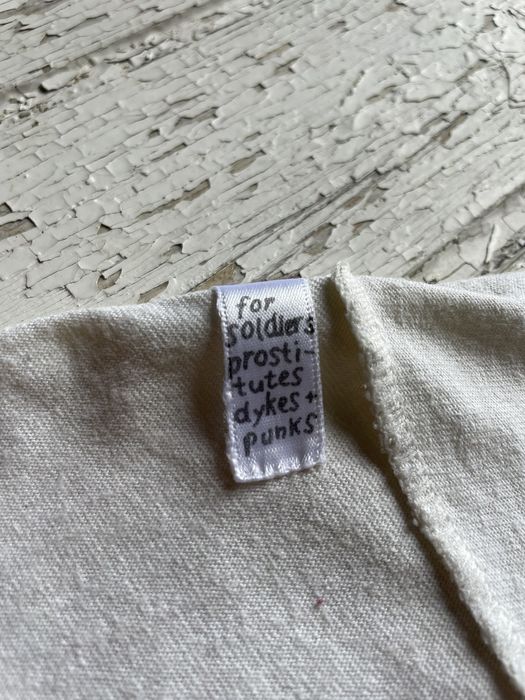 for
soldiers
prosti-
tutes
dykes +
punks